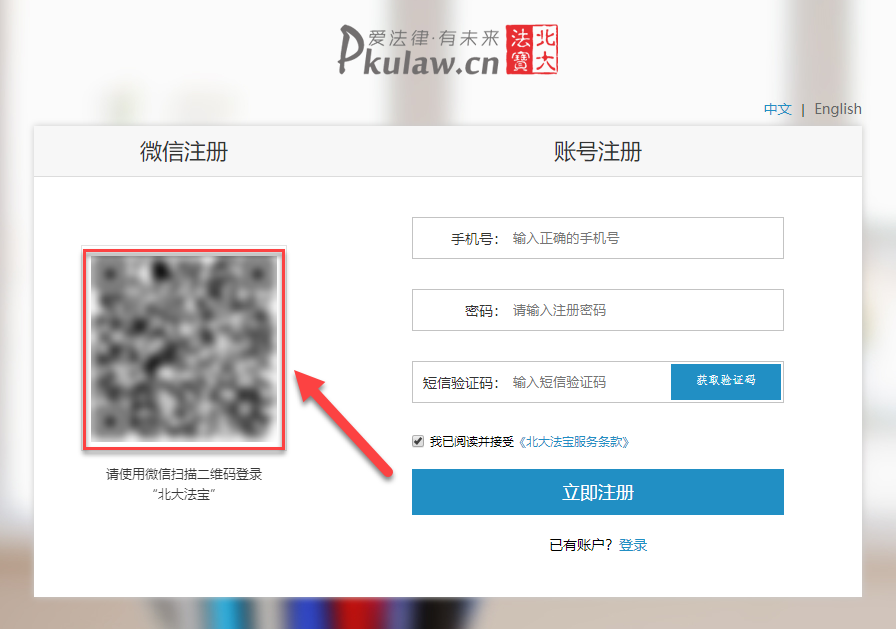 爱法律·有未来
Pkulaw.cn
北大
法寶
中文 | English
微信注册
账号注册
手机号： 输入正确的手机号
密码： 请输入注册密码
短信验证码： 输入短信验证码 获取验证码
我已阅读并接受《北大法宝服务条款》
立即注册
已有账户？登录
请使用微信扫描二维码登录
“北大法宝”